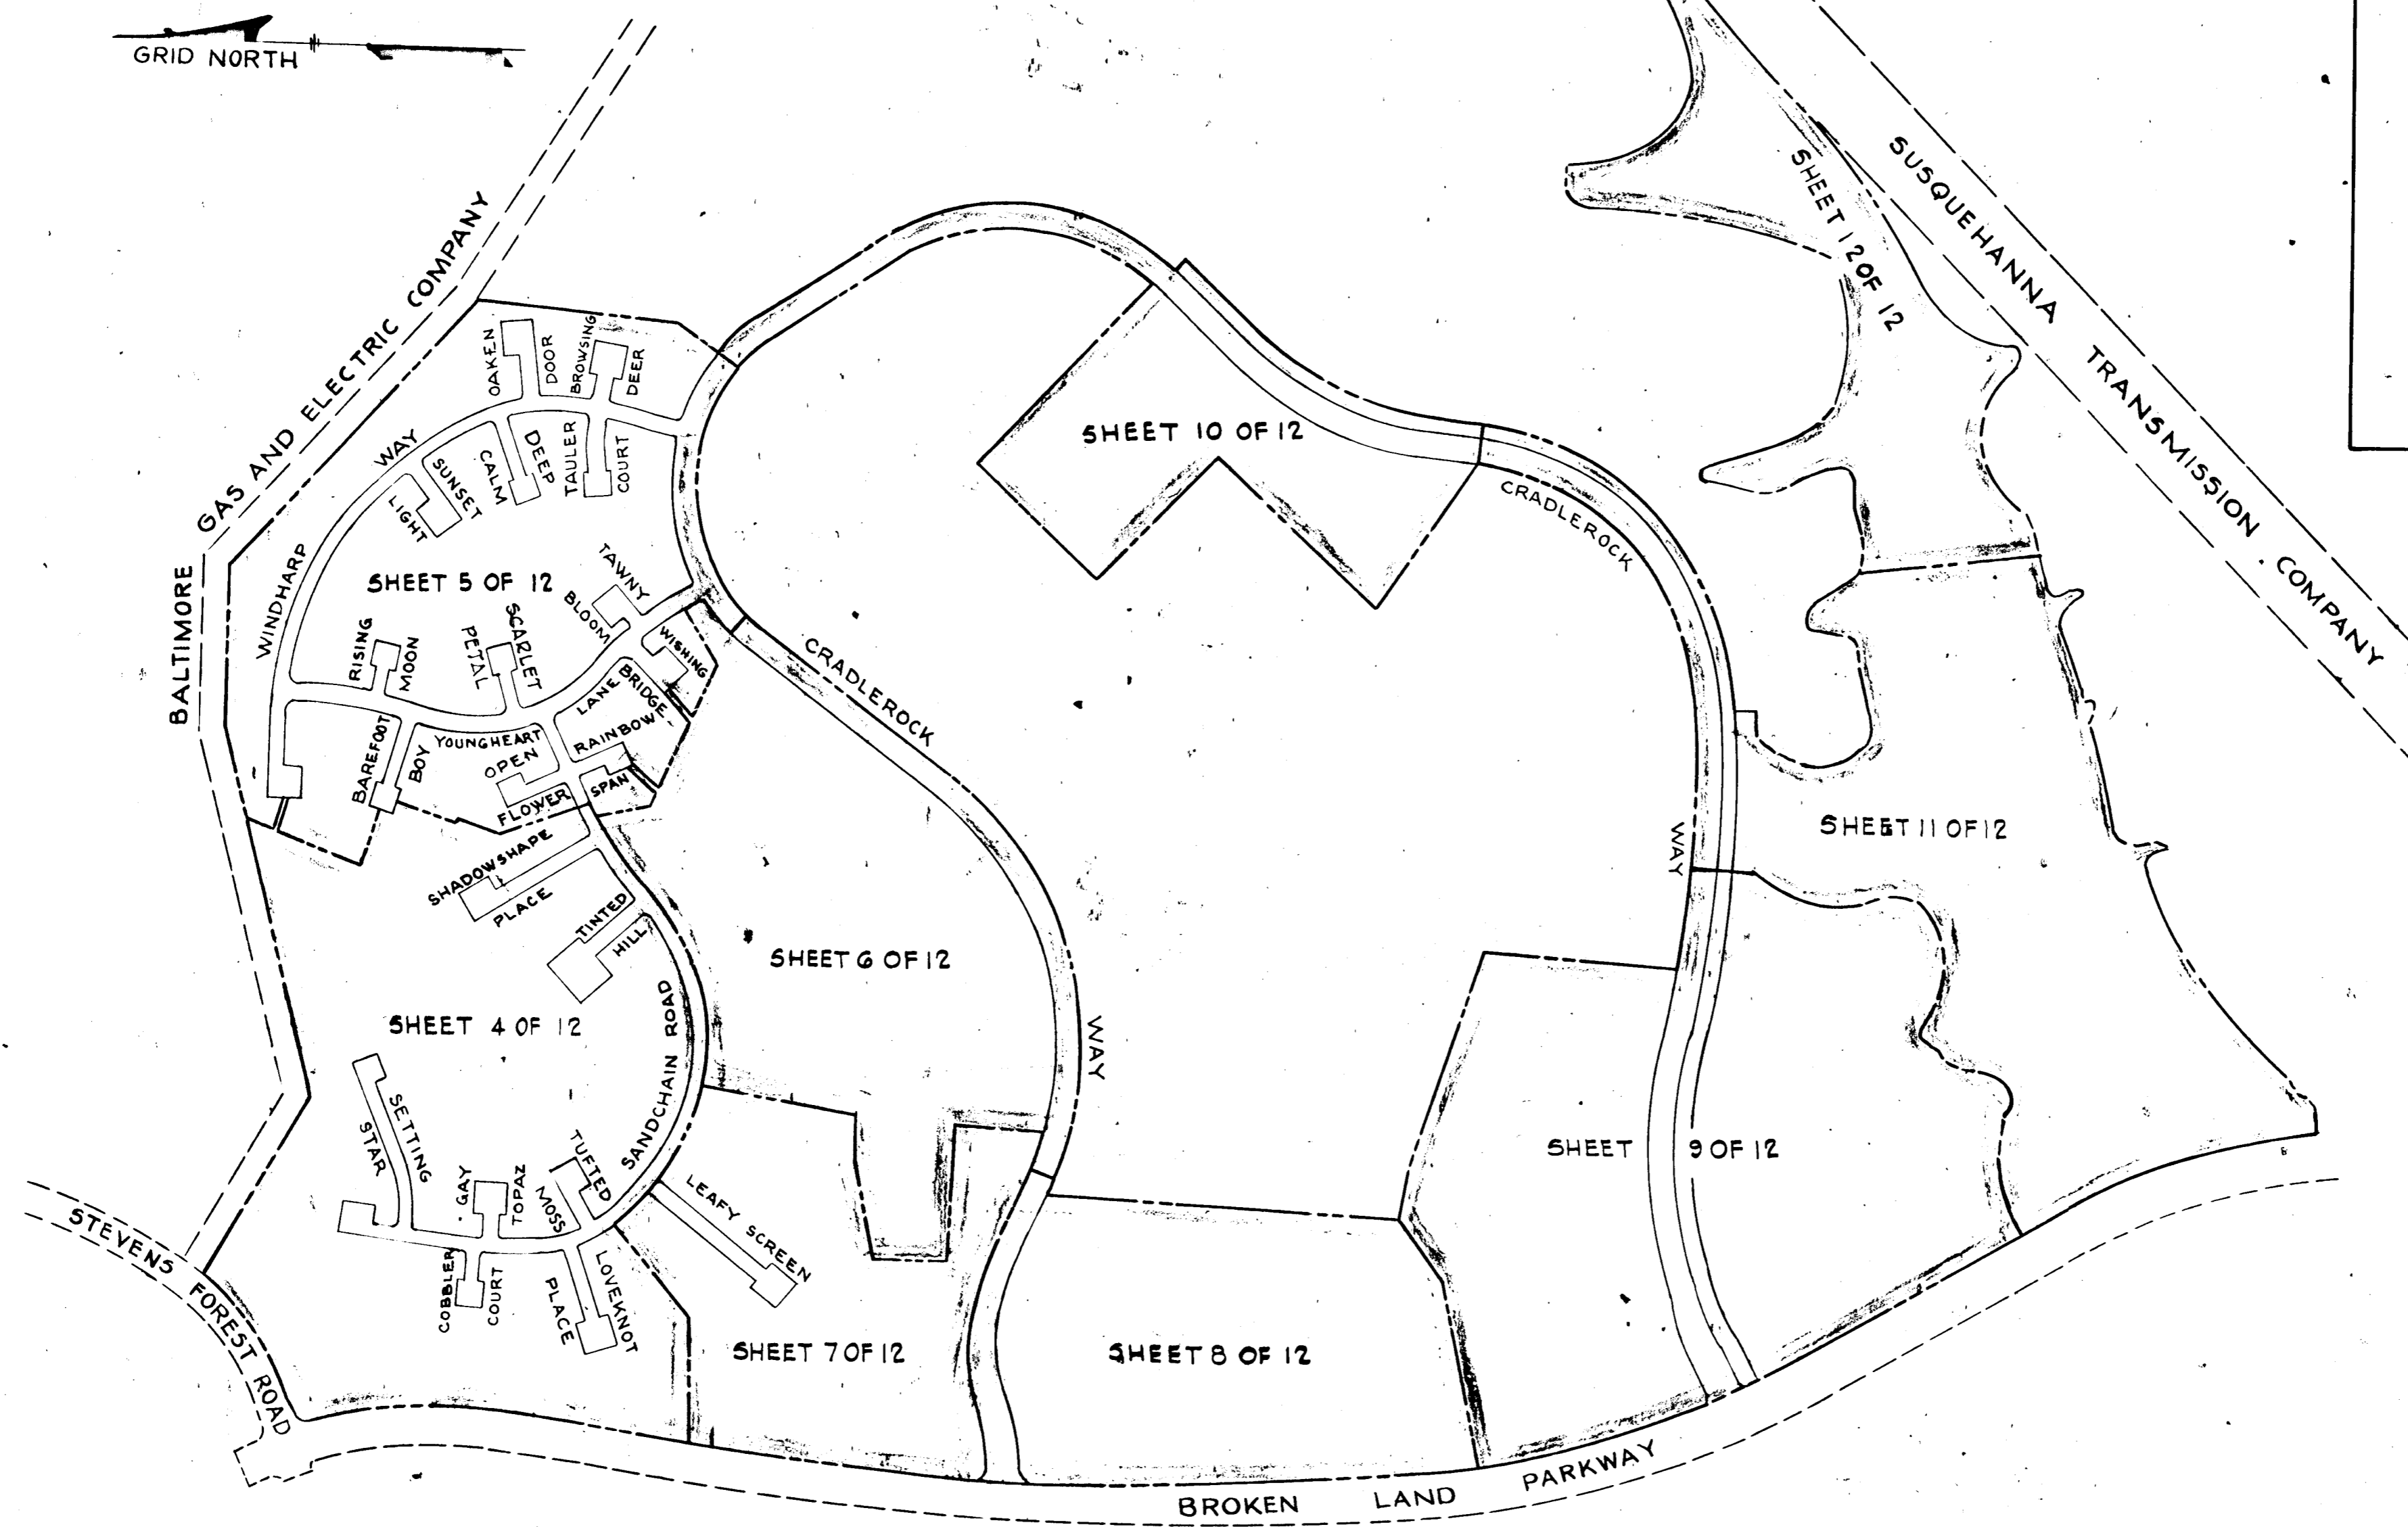 GRID NORTH
BALTIMORE GAS AND ELECTRIC COMPANY
SUSQUEHANNA TRANSMISSION COMPANY
SHEET 12 OF 12
OAKEN
DOOR
BROWSING
DEER
WAY
SUNSET
LIGHT
CALM
DEEP
TAULER
COURT
SHEET 10 OF 12
CRADLEROCK
WINDHARP
SHEET 5 OF 12
TAWNY
BLOOM
WISHING
BRIDGE
RISING
MOON
PETAL
SCARLET
LANE
RAINBOW
SPAN
BAREFOOT
BOY
YOUNGHEART
OPEN
FLOWER
CRADLEROCK
SHADOWSHAPE
PLACE
TINTED
HILL
WAY
SHEET 11 OF 12
SHEET 6 OF 12
SHEET 4 OF 12
SANDCHAIN ROAD
WAY
SETTING
STAR
GAY
TOPAZ
MOSS
TUFTED
LEAFY SCREEN
SHEET 9 OF 12
COBBLER
COURT
PLACE
LOVEKNOT
STEVENS FOREST ROAD
SHEET 7 OF 12
SHEET 8 OF 12
BROKEN LAND PARKWAY